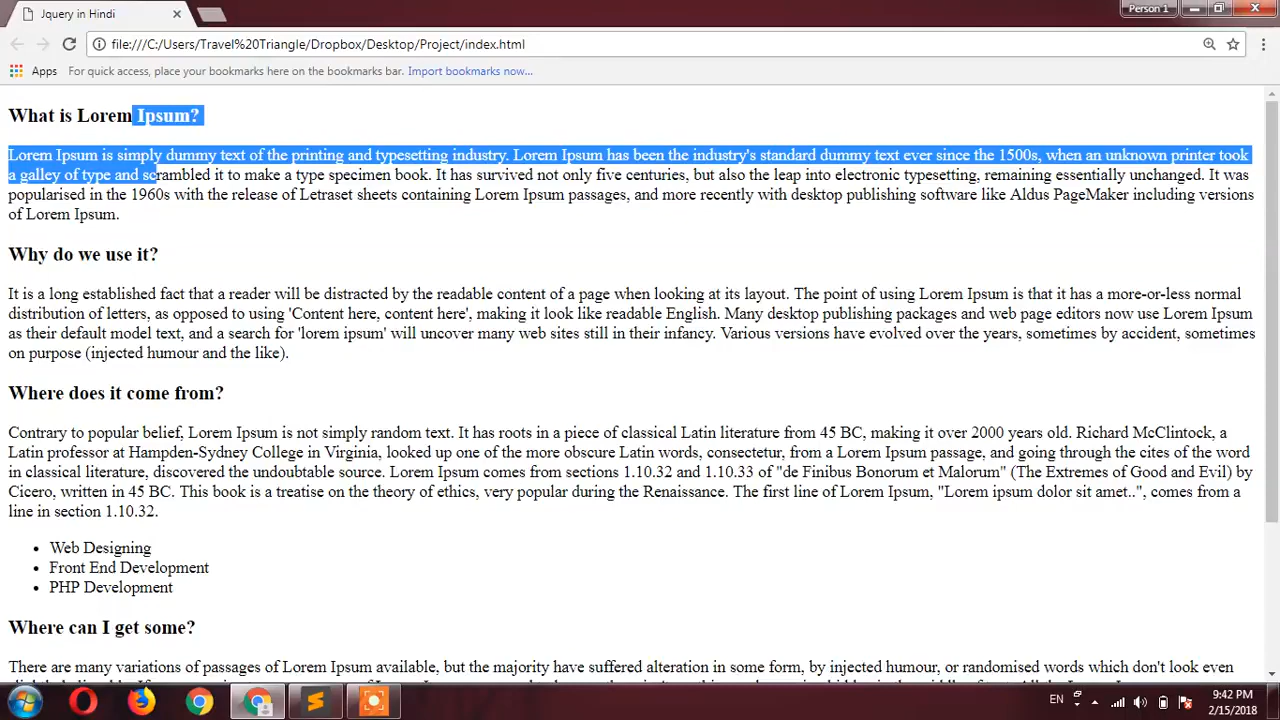 Jquery in Hindi
Person 1
file:///C:/Users/Travel%20Triangle/Dropbox/Desktop/Project/index.html
Apps For quick access, place your bookmarks here on the bookmarks bar. Import bookmarks now...
What is Lorem Ipsum?
Lorem Ipsum is simply dummy text of the printing and typesetting industry. Lorem Ipsum has been the industry's standard dummy text ever since the 1500s, when an unknown printer took
a galley of type and scrambled it to make a type specimen book. It has survived not only five centuries, but also the leap into electronic typesetting, remaining essentially unchanged. It was
popularised in the 1960s with the release of Letraset sheets containing Lorem Ipsum passages, and more recently with desktop publishing software like Aldus PageMaker including versions
of Lorem Ipsum.
Why do we use it?
It is a long established fact that a reader will be distracted by the readable content of a page when looking at its layout. The point of using Lorem Ipsum is that it has a more-or-less normal
distribution of letters, as opposed to using 'Content here, content here', making it look like readable English. Many desktop publishing packages and web page editors now use Lorem Ipsum
as their default model text, and a search for 'lorem ipsum' will uncover many web sites still in their infancy. Various versions have evolved over the years, sometimes by accident, sometimes
on purpose (injected humour and the like).
Where does it come from?
Contrary to popular belief, Lorem Ipsum is not simply random text. It has roots in a piece of classical Latin literature from 45 BC, making it over 2000 years old. Richard McClintock, a
Latin professor at Hampden-Sydney College in Virginia, looked up one of the more obscure Latin words, consectetur, from a Lorem Ipsum passage, and going through the cites of the word
in classical literature, discovered the undoubtable source. Lorem Ipsum comes from sections 1.10.32 and 1.10.33 of "de Finibus Bonorum et Malorum" (The Extremes of Good and Evil) by
Cicero, written in 45 BC. This book is a treatise on the theory of ethics, very popular during the Renaissance. The first line of Lorem Ipsum, "Lorem ipsum dolor sit amet..", comes from a
line in section 1.10.32.
• Web Designing
• Front End Development
• PHP Development
Where can I get some?
There are many variations of passages of Lorem Ipsum available, but the majority have suffered alteration in some form, by injected humour, or randomised words which don't look even
EN
9:42 PM
2/15/2018